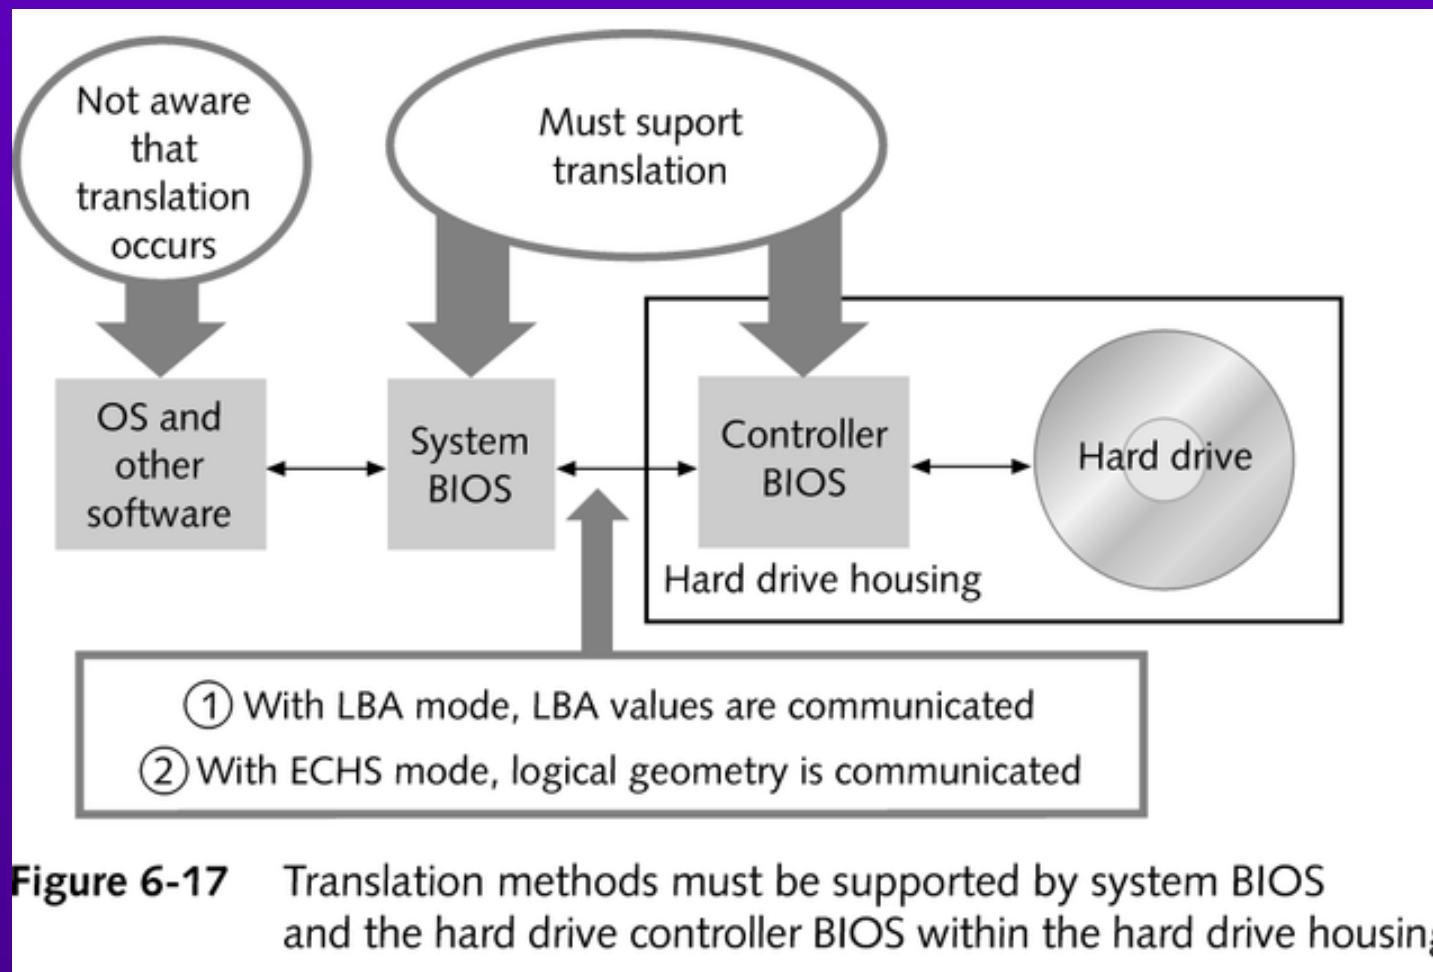 Not aware
that
translation
occurs
Must suport
translation
OS and
other
software
System
BIOS
Controller
BIOS
Hard drive
Hard drive housing
① With LBA mode, LBA values are communicated
② With ECHS mode, logical geometry is communicated
Figure 6-17 Translation methods must be supported by system BIOS
and the hard drive controller BIOS within the hard drive housing